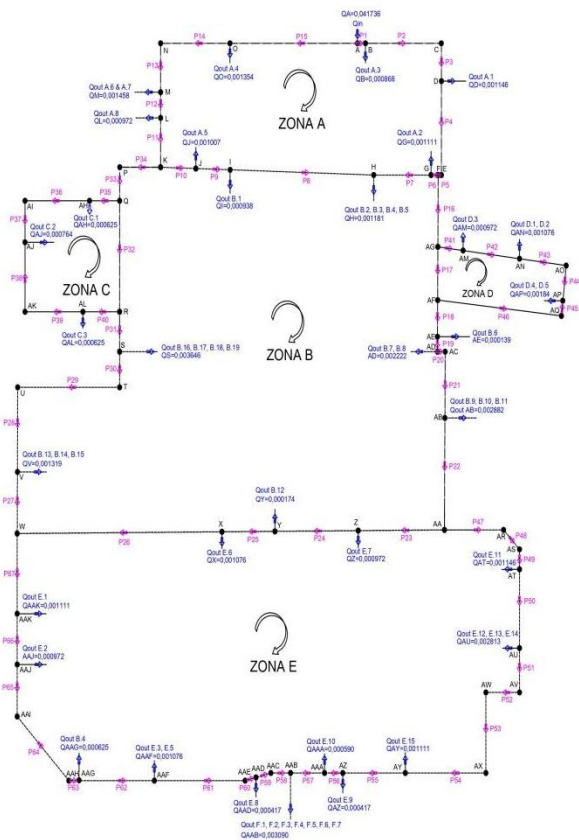 QA=0,041736
Qin
N
P14
O
P15
A
P1
B
P2
C
Qout A.4
QO=0,001354
Qout A.3
QB=0,000868
P3
P13
Qout A.6 & A.7
QM=0,001458
M
D
Qout A.1
QD=0,001146
P12
Qout A.8
QL=0,000972
L
ZONA A
P4
P11
Qout A.5
QJ=0,001007
Qout A.2
QG=0,001111
P
P34
K
P10
J
P9
I
P8
H
P7
G
P6
F
E
P5
P33
Qout B.1
QI=0,000938
Qout B.2, B.3, B.4, B.5
QH=0,001181
AI
P36
AH
P35
Q
P16
P37
Qout C.1
QAH=0,000625
Qout C.2
QAJ=0,000764
AJ
P32
Qout D.3
QAM=0,000972
Qout D.1, D.2
QAN=0,001076
AG
P41
AM
P42
AN
P43
AO
ZONA C
P38
P17
ZONA D
P44
Qout D.4, D.5
QAP=0,00184
AP
P45
AK
P39
AL
P40
R
AF
P46
AQ
ZONA B
Qout C.3
QAL=0,000625
P31
P18
AE
Qout B.6
AE=0,000139
P19
S
Qout B.16, B.17, B.18, B.19
QS=0,003646
Qout B.7, B.8
AD=0,002222
AD
P20
AC
P30
U
P29
T
P21
Qout B.9, B.10, B.11
Qout AB=0,002882
AB
P28
Qout B.13, B.14, B.15
QV=0,001319
V
P22
Qout B.12
QY=0,000174
P27
W
P26
X
P25
Y
P24
Z
P23
AA
P47
AR
P48
AS
Qout E.6
QX=0,001076
Qout E.7
QZ=0,000972
Qout E.11
QAT=0,001146
P49
AT
P67
P50
Qout E.1
QAAK=0,001111
AAK
Qout E.12, E.13, E.14
QAU=0,002813
P66
ZONA E
Qout E.2
AAJ=0,000972
AAJ
AU
P65
P51
AW
AV
P52
AAI
P53
P64
Qout B.4
QAAG=0,000625
Qout E.3, E.5
QAAF=0,001076
Qout E.10
QAAA=0,000590
Qout E.15
QAY=0,001111
AAH
P63
AAG
P62
AAF
P61
AAE
P60
AAD
P59
AAC
P58
AAB
P57
AAA
P56
AZ
P55
AY
P54
AX
Qout E.8
QAAD=0,000417
Qout E.9
QAZ=0,000417
Qout F.1, F.2, F.3, F.4, F.5, F.6, F.7
QAAB=0,003090